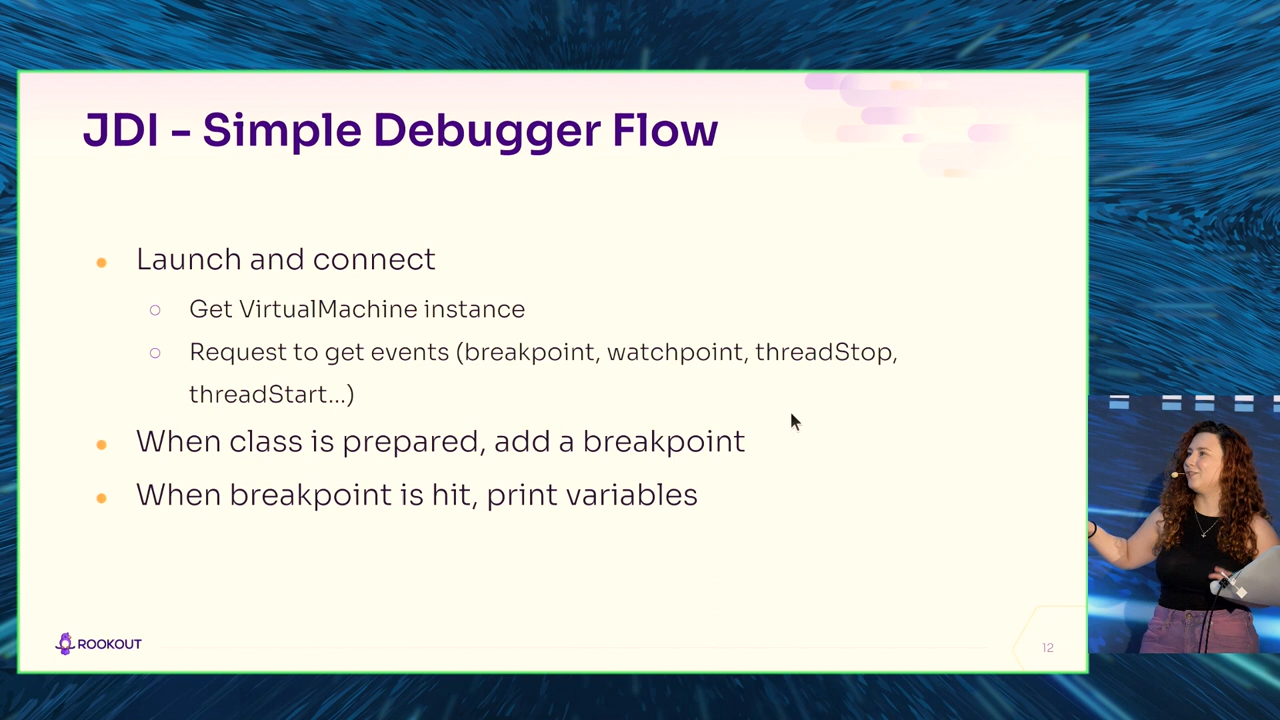 JDI - Simple Debugger Flow
Launch and connect
Get VirtualMachine instance
Request to get events (breakpoint, watchpoint, threadStop,
threadStart...)
When class is prepared, add a breakpoint
When breakpoint is hit, print variables
ROOKOUT
12